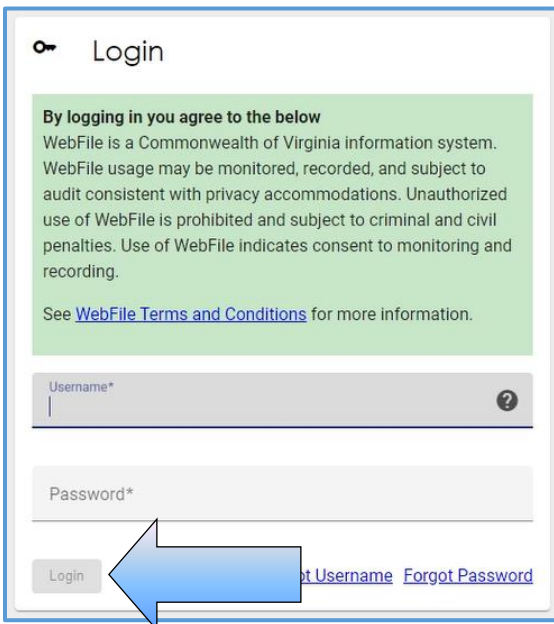 Login
By logging in you agree to the below
WebFile is a Commonwealth of Virginia information system.
WebFile usage may be monitored, recorded, and subject to
audit consistent with privacy accommodations. Unauthorized
use of WebFile is prohibited and subject to criminal and civil
penalties. Use of WebFile indicates consent to monitoring and
recording.
See WebFile Terms and Conditions for more information.
Username*
Password*
Login Username Forgot Password